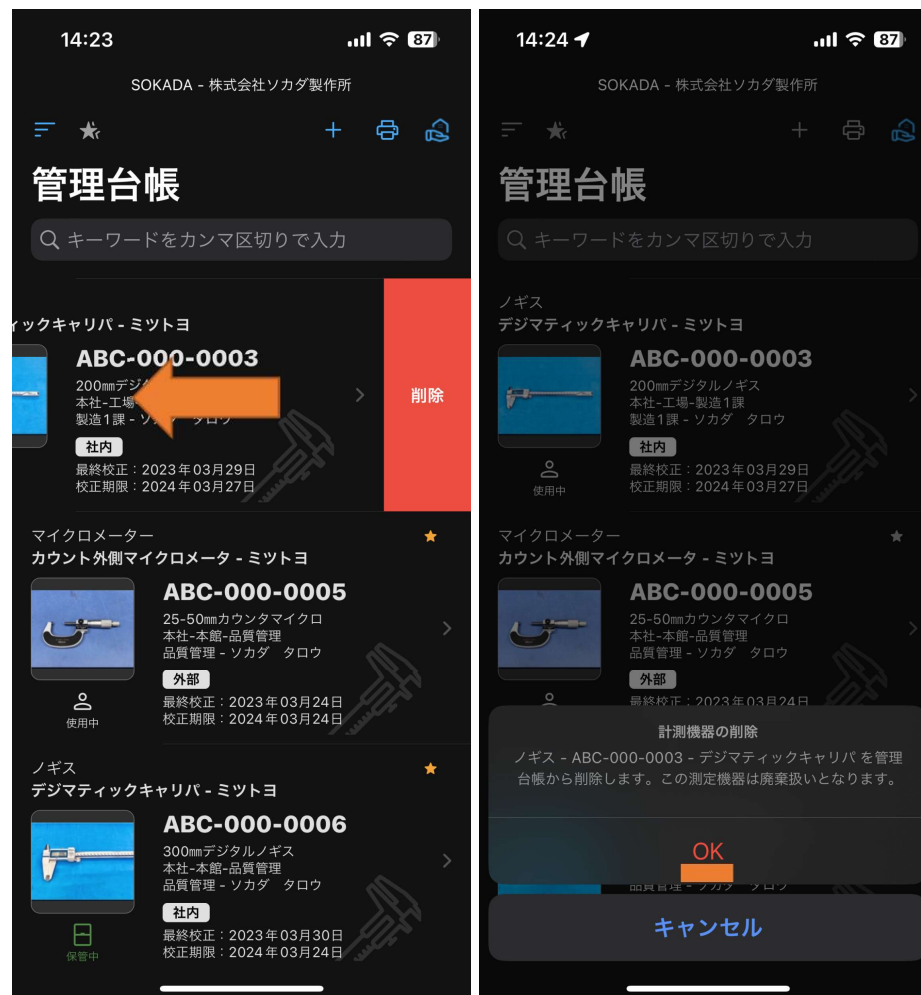 14:23
87
SOKADA - 株式会社ソカダ製作所
管理台帳
キーワードをカンマ区切りで入力
ィックキャリパ - ミツトヨ
ABC-000-0003
200㎜デジ
本社-工場
製造1課 -
社内
最終校正：2023年03月29日
校正期限：2024年03月27日
削除
マイクロメーター
カウント外側マイクロメータ - ミツトヨ
ABC-000-0005
25-50㎜カウンタマイクロ
本社-本館-品質管理
品質管理 - ソカダ　タロウ
外部
最終校正：2023年03月24日
校正期限：2024年03月24日
使用中
ノギス
デジマティックキャリパ - ミツトヨ
ABC-000-0006
300㎜デジタルノギス
本社-本館-品質管理
品質管理 - ソカダ　タロウ
社内
最終校正：2023年03月30日
校正期限：2024年03月24日
保管中
14:24
87
SOKADA - 株式会社ソカダ製作所
管理台帳
キーワードをカンマ区切りで入力
ノギス
デジマティックキャリパ - ミツトヨ
ABC-000-0003
200㎜デジタルノギス
本社-工場-製造1課
製造1課 - ソカダ　タロウ
社内
最終校正：2023年03月29日
校正期限：2024年03月27日
使用中
マイクロメーター
カウント外側マイクロメータ - ミツトヨ
ABC-000-0005
25-50㎜カウンタマイクロ
本社-本館-品質管理
品質管理 - ソカダ　タロウ
外部
最終校正：2023年03月24日
計測機器の削除
ノギス - ABC-000-0003 - デジマティックキャリパ を管理
台帳から削除します。この測定機器は廃棄扱いとなります。
OK
品質管理 - ソカダ　タロウ
キャンセル